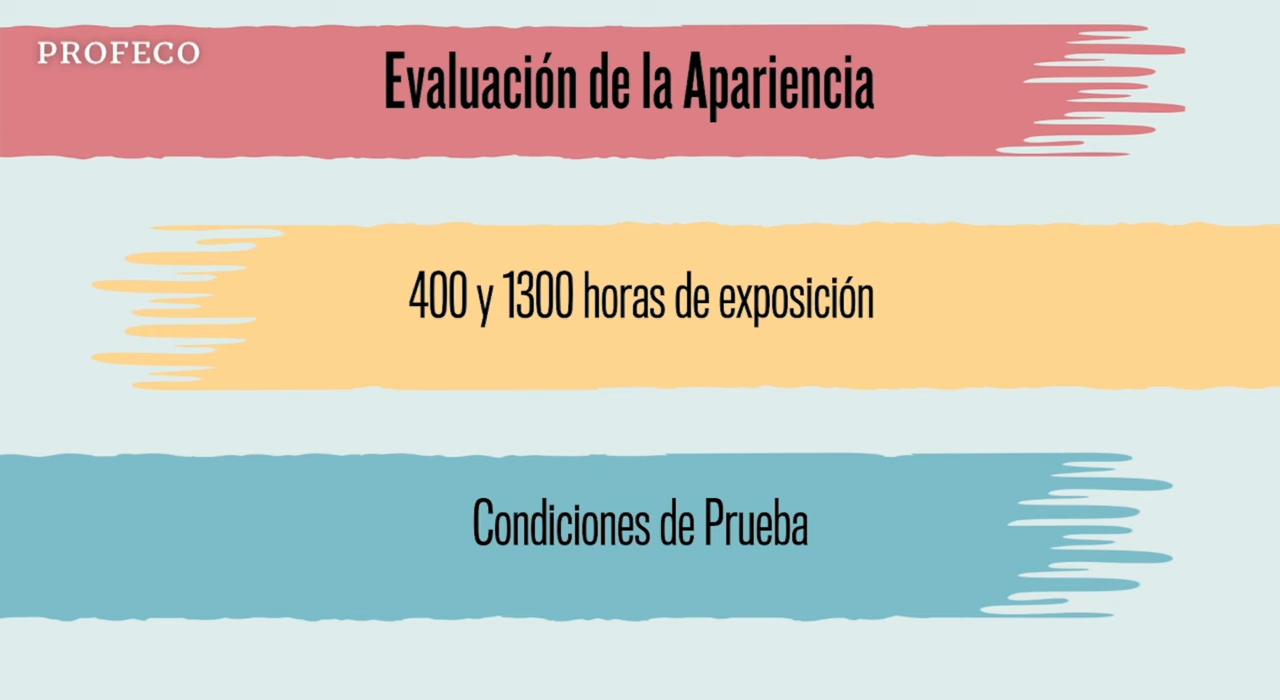 PROFECO
Evaluación de la Apariencia
400 y 1300 horas de exposición
Condiciones de Prueba